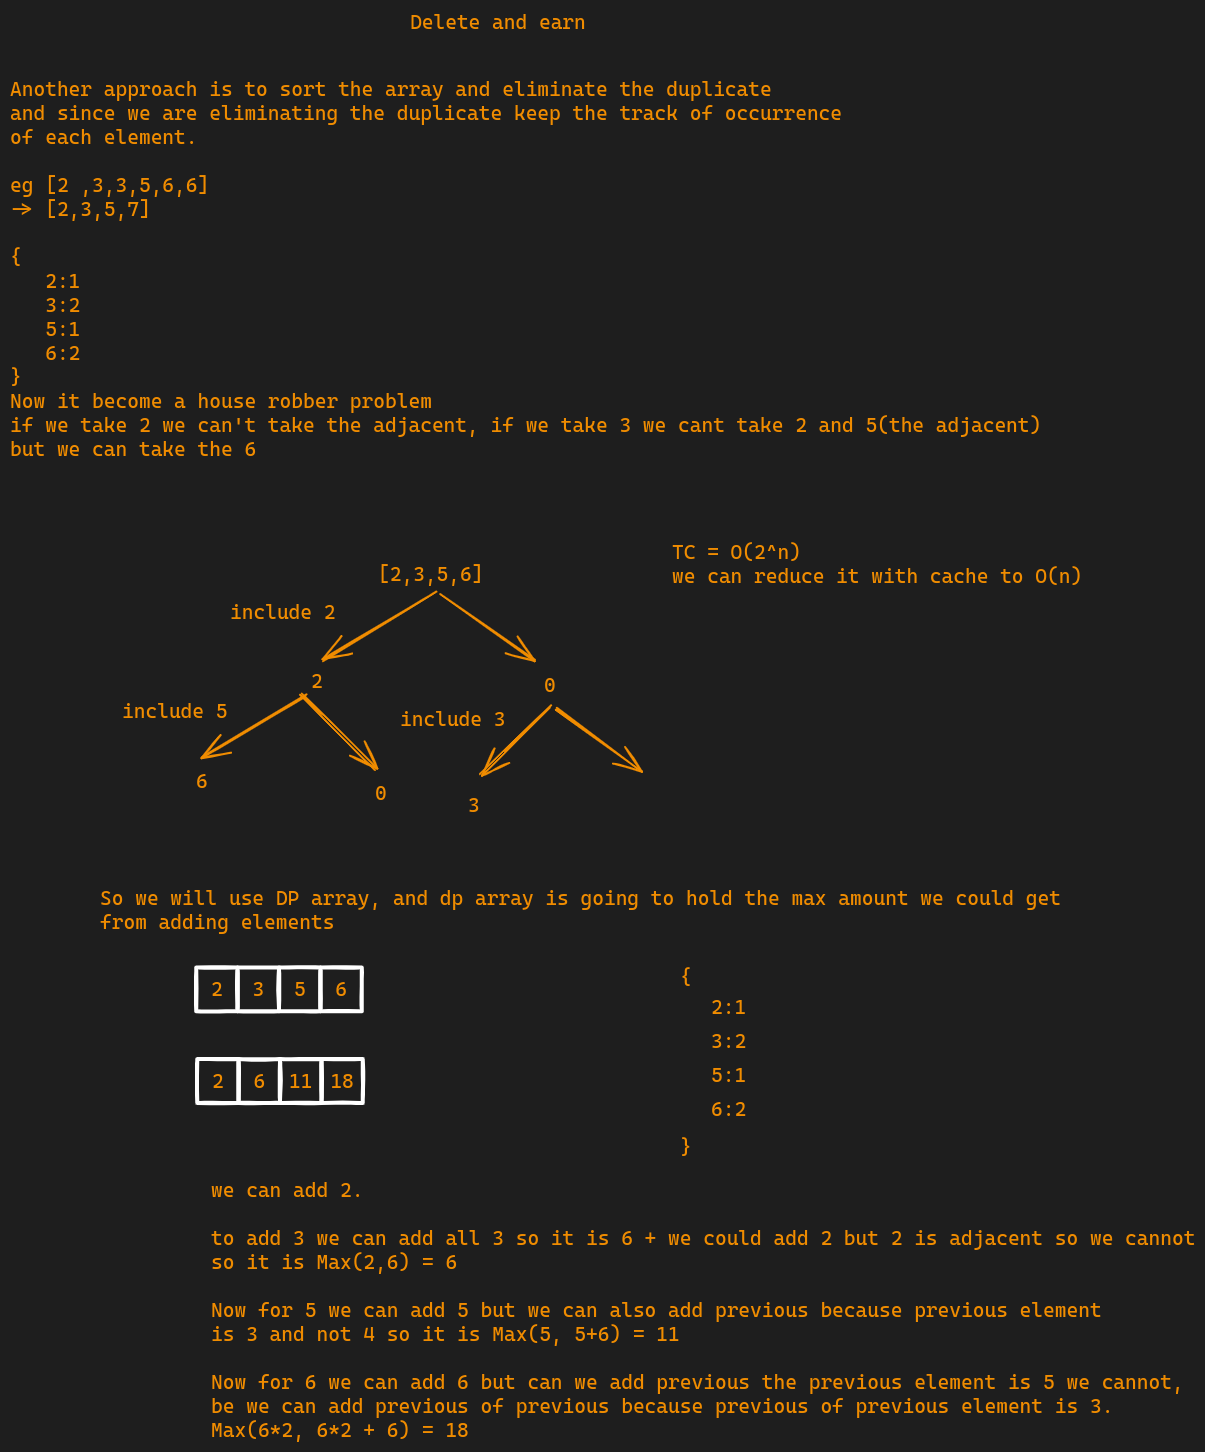 Delete and earn
Another approach is to sort the array and eliminate the duplicate
and since we are eliminating the duplicate keep the track of occurrence
of each element.
eg [2 ,3,3,5,6,6]
-> [2,3,5,7]
{
2:1
3:2
5:1
6:2
}
Now it become a house robber problem
if we take 2 we can't take the adjacent, if we take 3 we cant take 2 and 5(the adjacent)
but we can take the 6
TC = O(2^n)
we can reduce it with cache to O(n)
[2,3,5,6]
include 2
2
0
include 5
include 3
6
0
3
So we will use DP array, and dp array is going to hold the max amount we could get
from adding elements
2 3 5 6
2 6 11 18
{
2:1
3:2
5:1
6:2
}
we can add 2.
to add 3 we can add all 3 so it is 6 + we could add 2 but 2 is adjacent so we cannot
so it is Max(2,6) = 6
Now for 5 we can add 5 but we can also add previous because previous element
is 3 and not 4 so it is Max(5, 5+6) = 11
Now for 6 we can add 6 but can we add previous the previous element is 5 we cannot,
be we can add previous of previous because previous of previous element is 3.
Max(6*2, 6*2 + 6) = 18